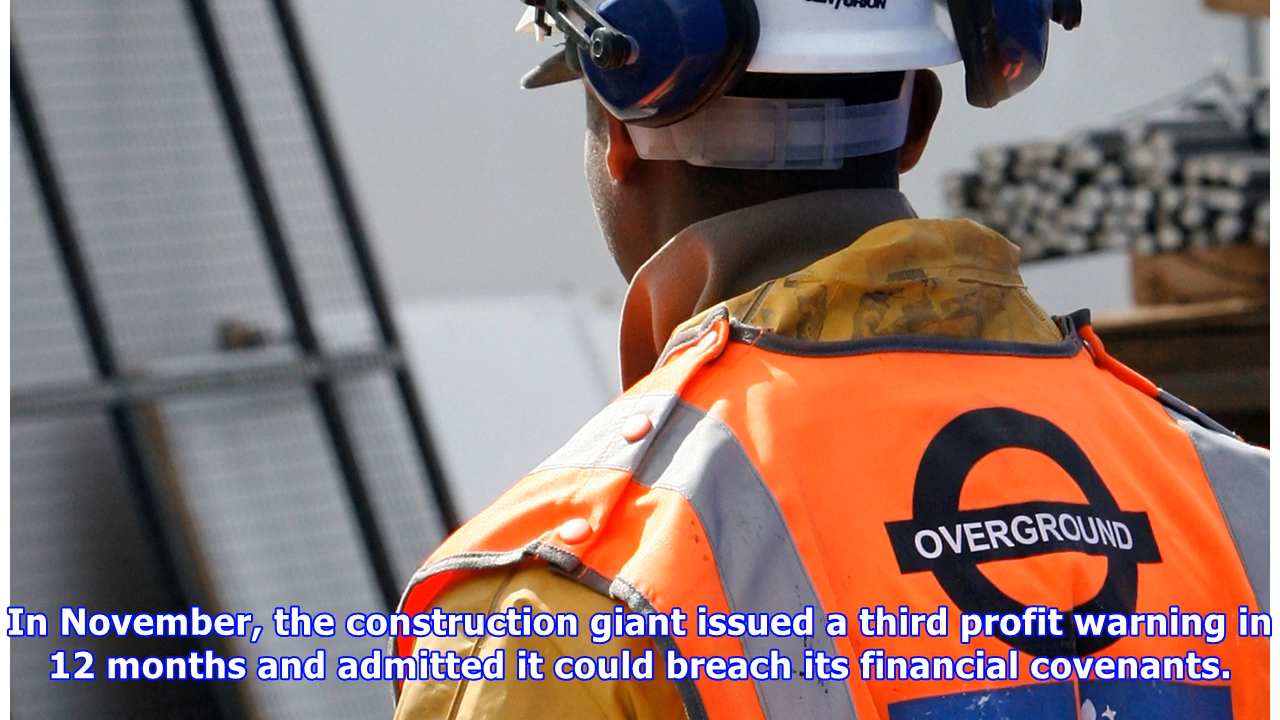 OVERGROUND
In November, the construction giant issued a third profit warning in
12 months and admitted it could breach its financial covenants.